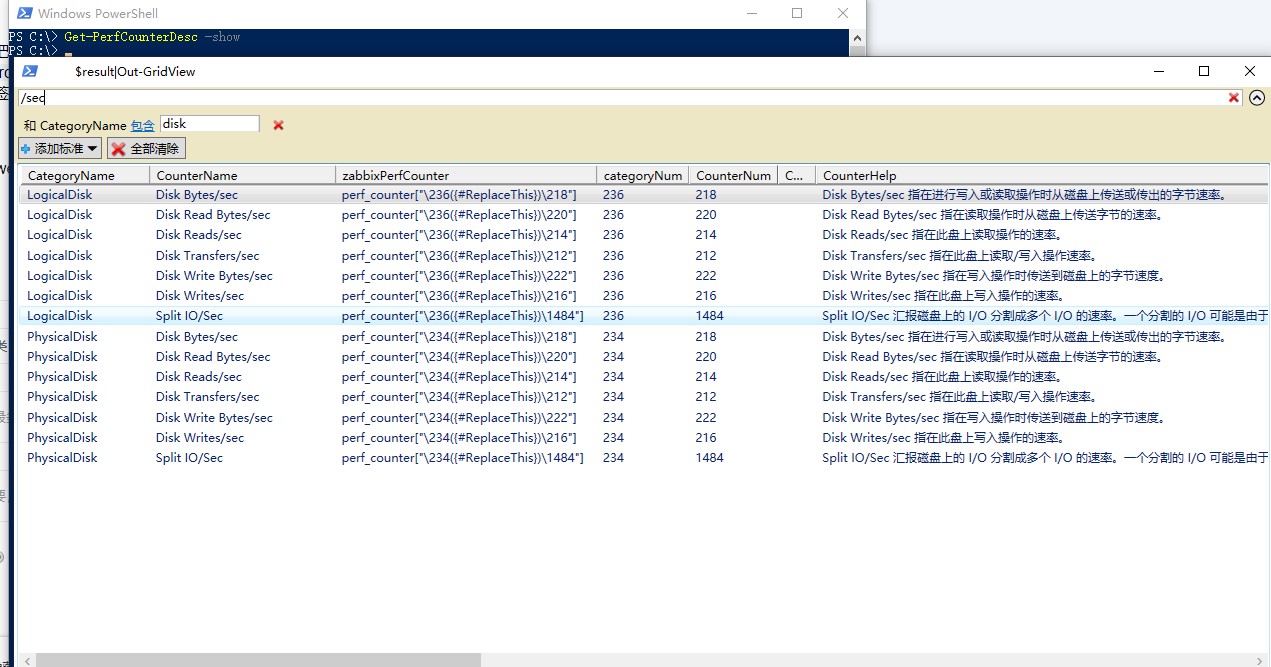 Windows PowerShell
PS C:\> Get-PerfCounterDesc -show
PS C:\>
$result|Out-GridView
/sec
和 CategoryName 包含 disk
添加标准 全部清除
CategoryName CounterName zabbixPerfCounter categoryNum CounterNum C... CounterHelp
LogicalDisk Disk Bytes/sec perf_counter["\236({#ReplaceThis})\218"] 236 218 Disk Bytes/sec 指在进行写入或读取操作时从磁盘上传送或传出的字节速率。
LogicalDisk Disk Read Bytes/sec perf_counter["\236({#ReplaceThis})\220"] 236 220 Disk Read Bytes/sec 指在读取操作时从磁盘上传送字节的速率。
LogicalDisk Disk Reads/sec perf_counter["\236({#ReplaceThis})\214"] 236 214 Disk Reads/sec 指在此盘上读取操作的速率。
LogicalDisk Disk Transfers/sec perf_counter["\236({#ReplaceThis})\212"] 236 212 Disk Transfers/sec 指在此盘上读取/写入操作速率。
LogicalDisk Disk Write Bytes/sec perf_counter["\236({#ReplaceThis})\222"] 236 222 Disk Write Bytes/sec 指在写入操作时传送到磁盘上的字节速度。
LogicalDisk Disk Writes/sec perf_counter["\236({#ReplaceThis})\216"] 236 216 Disk Writes/sec 指在此盘上写入操作的速率。
LogicalDisk Split IO/Sec perf_counter["\236({#ReplaceThis})\1484"] 236 1484 Split IO/Sec 汇报磁盘上的 I/O 分割成多个 I/O 的速率。一个分割的 I/O 可能是由于
PhysicalDisk Disk Bytes/sec perf_counter["\234({#ReplaceThis})\218"] 234 218 Disk Bytes/sec 指在进行写入或读取操作时从磁盘上传送或传出的字节速率。
PhysicalDisk Disk Read Bytes/sec perf_counter["\234({#ReplaceThis})\220"] 234 220 Disk Read Bytes/sec 指在读取操作时从磁盘上传送字节的速率。
PhysicalDisk Disk Reads/sec perf_counter["\234({#ReplaceThis})\214"] 234 214 Disk Reads/sec 指在此盘上读取操作的速率。
PhysicalDisk Disk Transfers/sec perf_counter["\234({#ReplaceThis})\212"] 234 212 Disk Transfers/sec 指在此盘上读取/写入操作速率。
PhysicalDisk Disk Write Bytes/sec perf_counter["\234({#ReplaceThis})\222"] 234 222 Disk Write Bytes/sec 指在写入操作时传送到磁盘上的字节速度。
PhysicalDisk Disk Writes/sec perf_counter["\234({#ReplaceThis})\216"] 234 216 Disk Writes/sec 指在此盘上写入操作的速率。
PhysicalDisk Split IO/Sec perf_counter["\234({#ReplaceThis})\1484"] 234 1484 Split IO/Sec 汇报磁盘上的 I/O 分割成多个 I/O 的速率。一个分割的 I/O 可能是由于